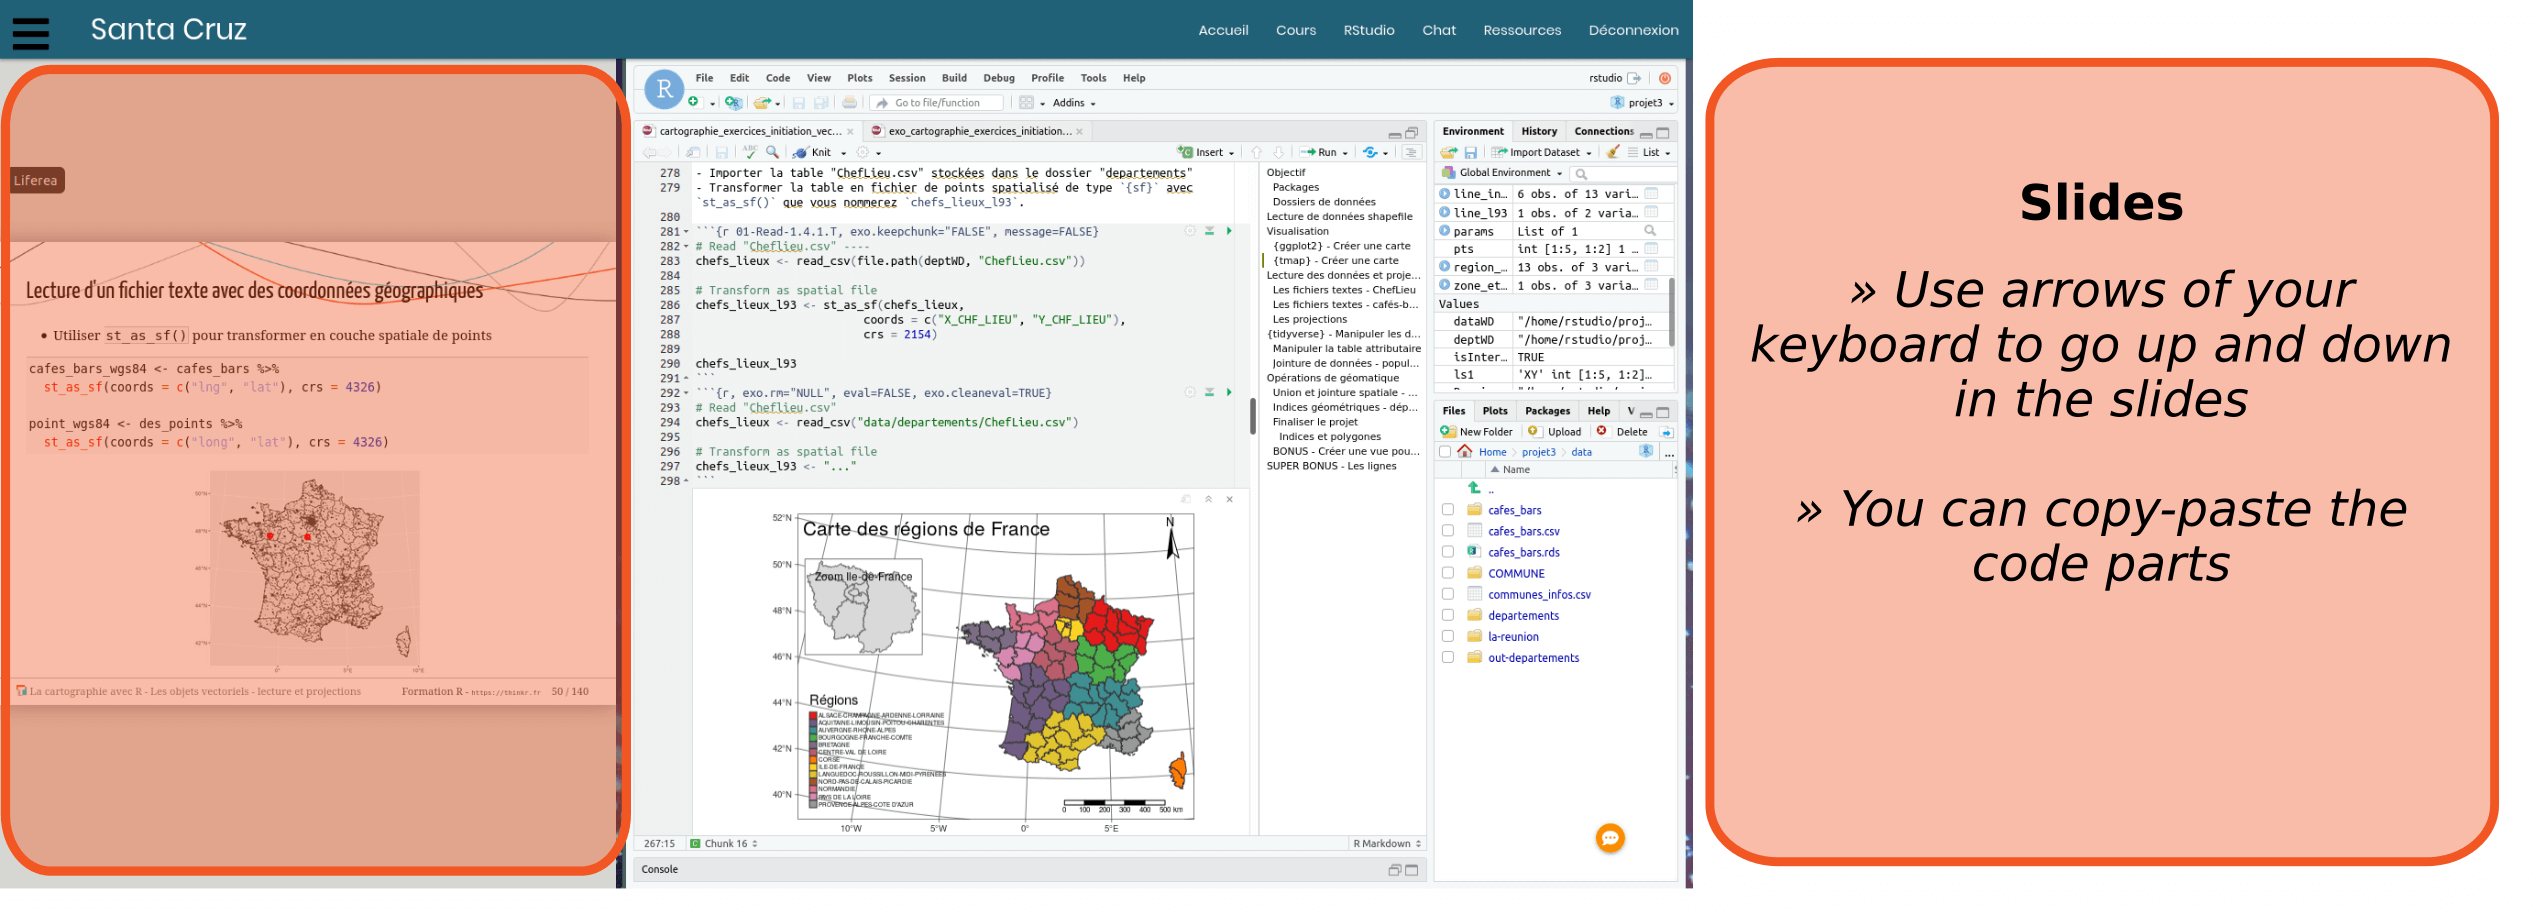 Santa Cruz
Accueil Cours RStudio Chat Ressources Déconnexion
Liferea
Lecture d'un fichier texte avec des coordonnées géographiques
• Utiliser st_as_sf() pour transformer en couche spatiale de points
cafes_bars_wgs84 <- cafes_bars %>%
st_as_sf(coords = c("lng", "lat"), crs = 4326)
point_wgs84 <- des_points %>%
st_as_sf(coords = c("long", "lat"), crs = 4326)
50°N
48°N
46°N
44°N
42°N
0° 5°E 10°E
La cartographie avec R - Les objets vectoriels - lecture et projections Formation R - https://thinkr.fr 50 / 140
R File Edit Code View Plots Session Build Debug Profile Tools Help rstudio
Go to file/function Addins projet3
cartographie_exercices_initiation_vec... exo_cartographie_exercices_initiation...
ABC Knit Insert Run
278 - Importer la table "ChefLieu.csv" stockées dans le dossier "departements"
279 - Transformer la table en fichier de points spatialisé de type `{sf}` avec
`st_as_sf()` que vous nommerez `chefs_lieux_l93`.
280
281 ```{r 01-Read-1.4.1.T, exo.keepchunk="FALSE", message=FALSE}
282 # Read "Cheflieu.csv" ----
283 chefs_lieux <- read_csv(file.path(deptWD, "ChefLieu.csv"))
284
285 # Transform as spatial file
286 chefs_lieux_l93 <- st_as_sf(chefs_lieux,
287 coords = c("X_CHF_LIEU", "Y_CHF_LIEU"),
288 crs = 2154)
289
290 chefs_lieux_l93
291 ```
292 ```{r, exo.rm="NULL", eval=FALSE, exo.cleaneval=TRUE}
293 # Read "Cheflieu.csv"
294 chefs_lieux <- read_csv("data/departements/ChefLieu.csv")
295
296 # Transform as spatial file
297 chefs_lieux_l93 <- "..."
298 ```
Carte des régions de France
N
Zoom Ile-de-France
52°N
50°N
48°N
46°N
44°N
42°N
40°N
Régions
ALSACE-CHAMPAGNE-ARDENNE-LORRAINE
AQUITAINE-LIMOUSIN-POITOU-CHARENTES
AUVERGNE-RHONE-ALPES
BOURGOGNE-FRANCHE-COMTE
BRETAGNE
CENTRE-VAL DE LOIRE
CORSE
ILE-DE-FRANCE
LANGUEDOC-ROUSSILLON-MIDI-PYRENEES
NORD-PAS-DE-CALAIS-PICARDIE
NORMANDIE
PAYS DE LA LOIRE
PROVENCE-ALPES-COTE D'AZUR
0 100 200 300 400 500 km
10°W 5°W 0° 5°E
267:15 Chunk 16 R Markdown
Console
Objectif
Packages
Dossiers de données
Lecture de données shapefile
Visualisation
{ggplot2} - Créer une carte
{tmap} - Créer une carte
Lecture des données et proje...
Les fichiers textes - ChefLieu
Les fichiers textes - cafés-b...
Les projections
{tidyverse} - Manipuler les d...
Manipuler la table attributaire
Jointure de données - popul...
Opérations de géomatique
Union et jointure spatiale - ...
Indices géométriques - dép...
Finaliser le projet
Indices et polygones
BONUS - Créer une vue pou...
SUPER BONUS - Les lignes
Environment History Connections
Import Dataset List
Global Environment
line_in... 6 obs. of 13 vari...
line_l93 1 obs. of 2 varia...
params List of 1
pts int [1:5, 1:2] 1 ...
region_... 13 obs. of 3 vari...
zone_et... 1 obs. of 3 varia...
Values
dataWD "/home/rstudio/proj...
deptWD "/home/rstudio/proj...
isInter... TRUE
ls1 'XY' int [1:5, 1:2]...
Files Plots Packages Help V
New Folder Upload Delete
Home projet3 data ...
Name
..
cafes_bars
cafes_bars.csv
cafes_bars.rds
COMMUNE
communes_infos.csv
departements
la-reunion
out-departements
Slides
» Use arrows of your
keyboard to go up and down
in the slides
» You can copy-paste the
code parts